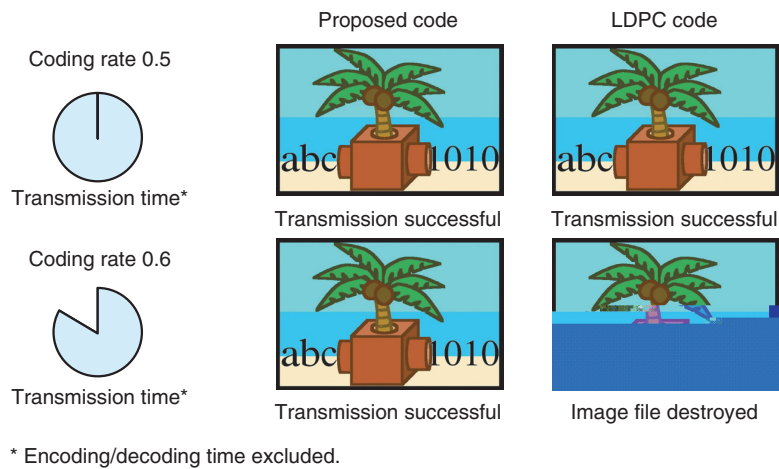 Proposed code
LDPC code
Coding rate 0.5
Transmission time*
abc 1010
Transmission successful
abc 1010
Transmission successful
Coding rate 0.6
Transmission time*
abc 1010
Transmission successful
Image file destroyed
* Encoding/decoding time excluded.